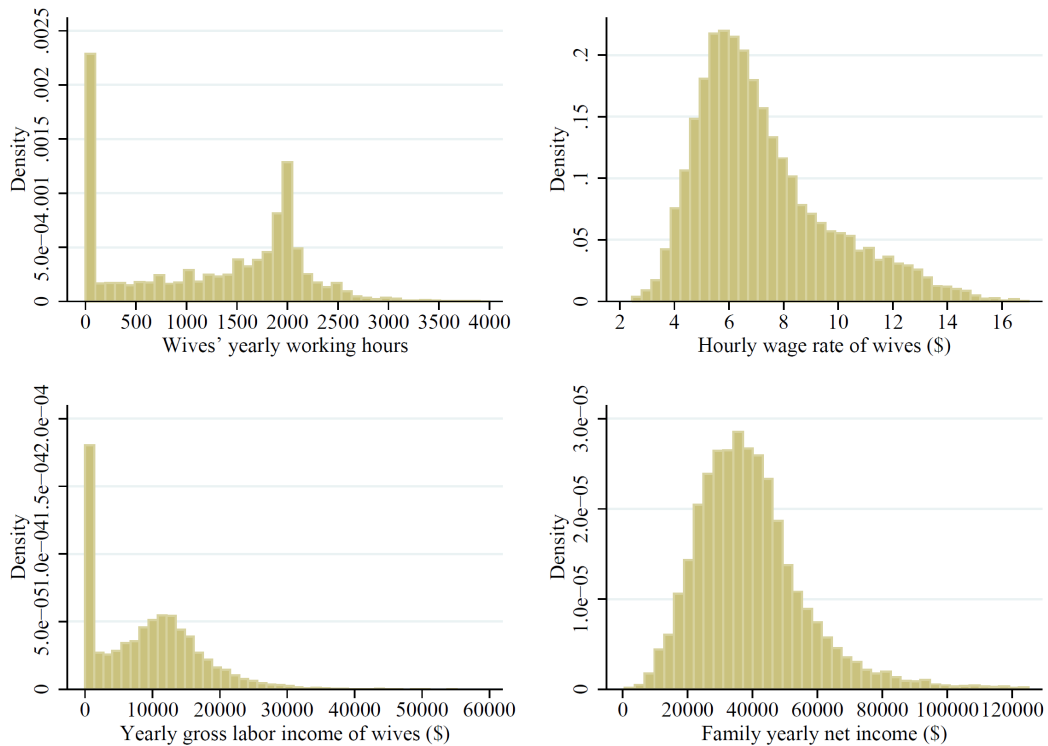 Density
0 5.0e−04 .001 .0015 .002 .0025
0 500 1000 1500 2000 2500 3000 3500 4000
Wives’ yearly working hours
Density
0 .05 .1 .15 .2
2 4 6 8 10 12 14 16
Hourly wage rate of wives ($)
Density
0 5.0e−05 1.0e−04 1.5e−04 2.0e−04
0 10000 20000 30000 40000 50000 60000
Yearly gross labor income of wives ($)
Density
0 1.0e−05 2.0e−05 3.0e−05
0 20000 40000 60000 80000 100000 120000
Family yearly net income ($)